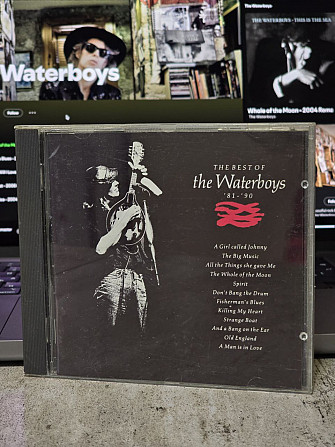 Waterboys
THE WATERBOYS - THIS IS THE SEA
The Waterboys
Whole of the Moon - 2004 Rema
The Waterboys
THE BEST OF
the Waterboys
'81-'90
A Girl called Johnny
The Big Music
All the Things she gave Me
The Whole of the Moon
Spirit
Don't Bang the Drum
Fisherman's Blues
Killing My Heart
Strange Boat
And a Bang on the Ear
Old England
A Man is in Love